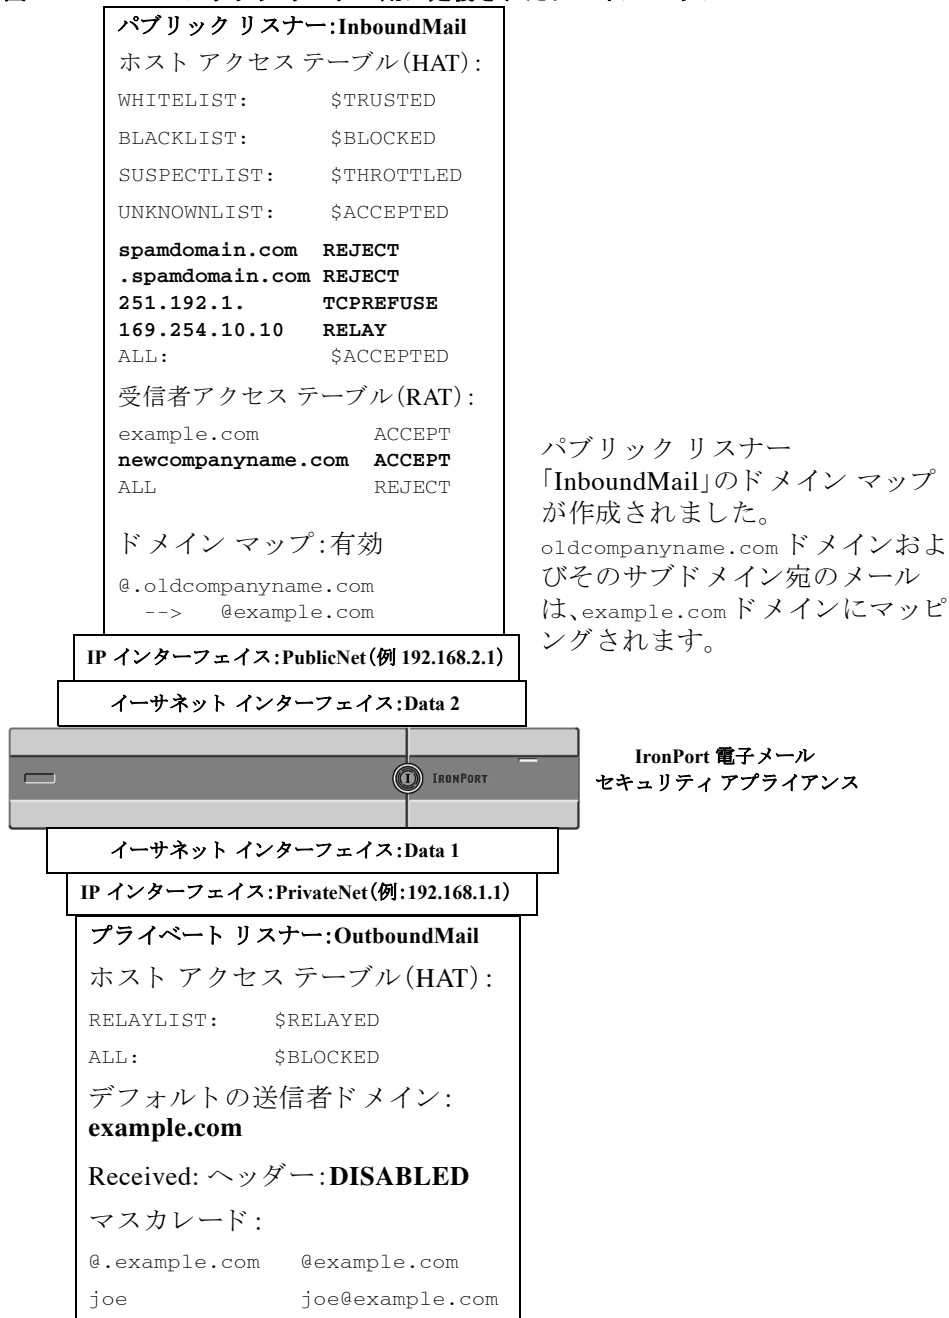 パブリック リスナー:InboundMail
ホスト アクセス テーブル(HAT):
WHITELIST: $TRUSTED
BLACKLIST: $BLOCKED
SUSPECTLIST: $THROTTLED
UNKNOWNLIST: $ACCEPTED
spamdomain.com REJECT
.spamdomain.com REJECT
251.192.1. TCPREFUSE
169.254.10.10 RELAY
ALL: $ACCEPTED
受信者アクセス テーブル(RAT):
example.com ACCEPT
newcompanyname.com ACCEPT
ALL REJECT
ドメイン マップ:有効
@.oldcompanyname.com
--> @example.com
パブリック リスナー
「InboundMail」のドメイン マップ
が作成されました。
oldcompanyname.com ドメインおよ
びそのサブドメイン宛のメール
は、example.com ドメインにマッピ
ングされます。
IP インターフェイス:PublicNet(例 192.168.2.1)
イーサネット インターフェイス:Data 2
IRONPORT
IronPort 電子メール
セキュリティ アプライアンス
イーサネット インターフェイス:Data 1
IP インターフェイス:PrivateNet(例:192.168.1.1)
プライベート リスナー:OutboundMail
ホスト アクセス テーブル(HAT):
RELAYLIST: $RELAYED
ALL: $BLOCKED
デフォルトの送信者ドメイン:
example.com
Received: ヘッダー:DISABLED
マスカレード:
@.example.com @example.com
joe joe@example.com